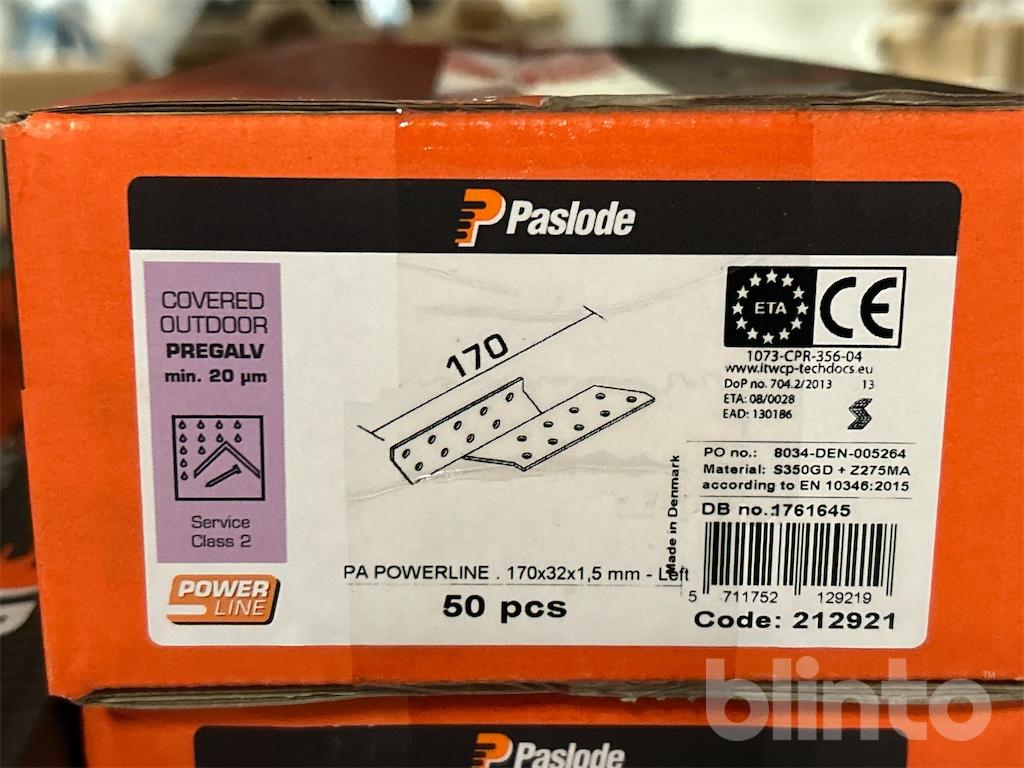 Paslode
COVERED
OUTDOOR
PREGALV
min. 20 µm
Service
Class 2
POWER
LINE
170
PA POWERLINE . 170x32x1,5 mm - Left
50 pcs
ETA
CE
1073-CPR-356-04
www.itwcp-techdocs.eu
DoP no. 704.2/2013 13
ETA: 08/0028
EAD: 130186
PO no.: 8034-DEN-005264
Material: S350GD + Z275MA
according to EN 10346:2015
DB no.:1761645
Made in Denmark
5 711752 129219
Code: 212921
blinto™
Paslode